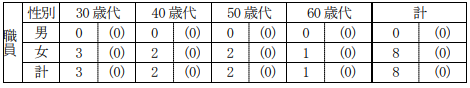 職員 性別 30歳代 40歳代 50歳代 60歳代 計
男 0 (0) 0 (0) 0 (0) 0 (0) 0 (0)
女 3 (0) 2 (0) 2 (0) 1 (0) 8 (0)
計 3 (0) 2 (0) 2 (0) 1 (0) 8 (0)